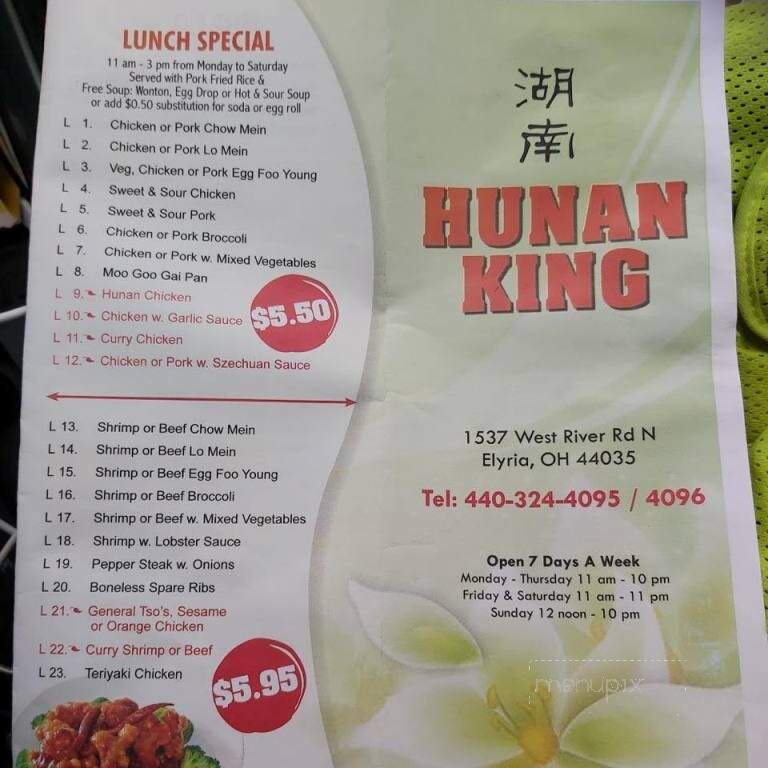 LUNCH SPECIAL
11 am - 3 pm from Monday to Saturday
Served with Pork Fried Rice &
Free Soup: Wonton, Egg Drop or Hot & Sour Soup
or add $0.50 substitution for soda or egg roll
L 1. Chicken or Pork Chow Mein
L 2. Chicken or Pork Lo Mein
L 3. Veg, Chicken or Pork Egg Foo Young
L 4. Sweet & Sour Chicken
L 5. Sweet & Sour Pork
L 6. Chicken or Pork Broccoli
L 7. Chicken or Pork w. Mixed Vegetables
L 8. Moo Goo Gai Pan
L 9. Hunan Chicken
L 10. Chicken w. Garlic Sauce
L 11. Curry Chicken
L 12. Chicken or Pork w. Szechuan Sauce
$5.50
L 13. Shrimp or Beef Chow Mein
L 14. Shrimp or Beef Lo Mein
L 15. Shrimp or Beef Egg Foo Young
L 16. Shrimp or Beef Broccoli
L 17. Shrimp or Beef w. Mixed Vegetables
L 18. Shrimp w. Lobster Sauce
L 19. Pepper Steak w. Onions
L 20. Boneless Spare Ribs
L 21. General Tso's, Sesame
or Orange Chicken
L 22. Curry Shrimp or Beef
L 23. Teriyaki Chicken
$5.95
湖
南
HUNAN
KING
1537 West River Rd N
Elyria, OH 44035
Tel: 440-324-4095 / 4096
Open 7 Days A Week
Monday - Thursday 11 am - 10 pm
Friday & Saturday 11 am - 11 pm
Sunday 12 noon - 10 pm
menupix